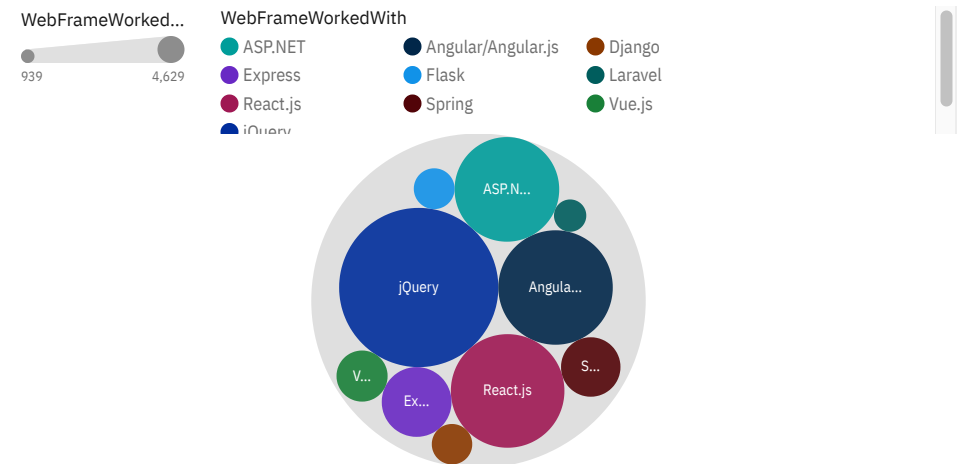 WebFrameWorked...
939
4,629
WebFrameWorkedWith
ASP.NET
Angular/Angular.js
Django
Express
Flask
Laravel
React.js
Spring
Vue.js
jQuery
ASP.N...
jQuery
Angula...
React.js
S...
V...
Ex...